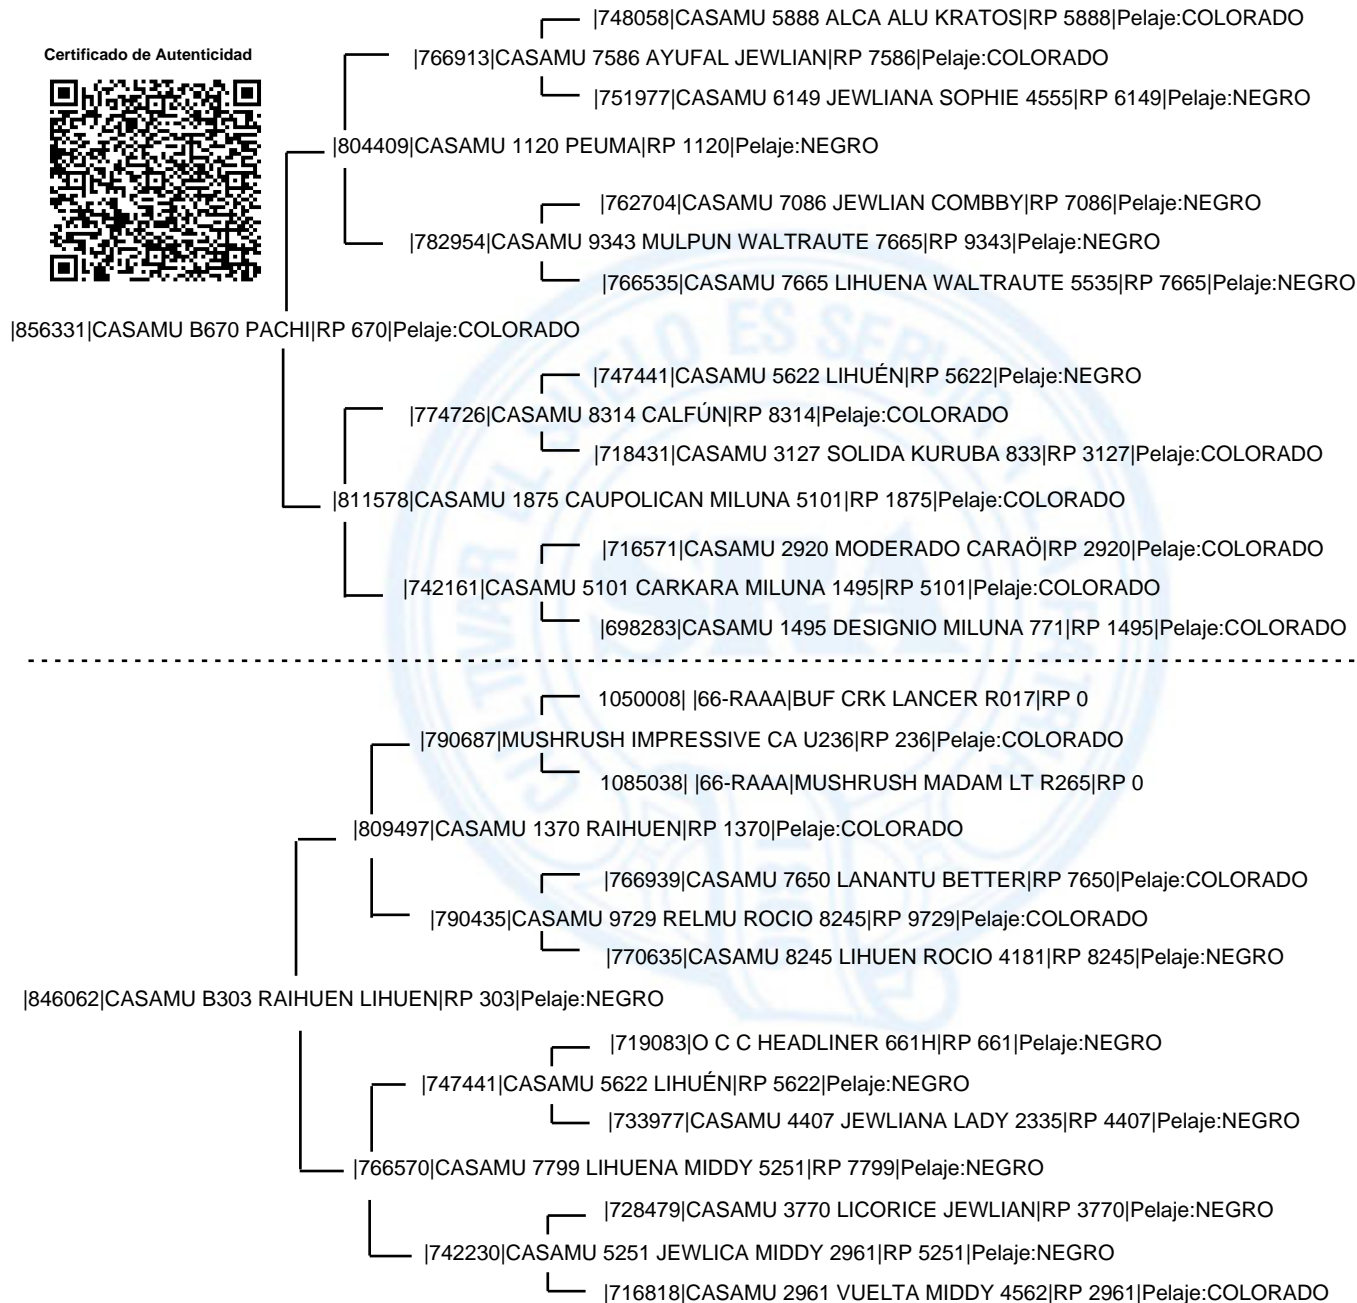 |748058|CASAMU 5888 ALCA ALU KRATOS|RP 5888|Pelaje:COLORADO
Certificado de Autenticidad
|766913|CASAMU 7586 AYUFAL JEWLIAN|RP 7586|Pelaje:COLORADO
|751977|CASAMU 6149 JEWLIANA SOPHIE 4555|RP 6149|Pelaje:NEGRO
|804409|CASAMU 1120 PEUMA|RP 1120|Pelaje:NEGRO
|762704|CASAMU 7086 JEWLIAN COMBBY|RP 7086|Pelaje:NEGRO
|782954|CASAMU 9343 MULPUN WALTRAUTE 7665|RP 9343|Pelaje:NEGRO
|766535|CASAMU 7665 LIHUENA WALTRAUTE 5535|RP 7665|Pelaje:NEGRO
|856331|CASAMU B670 PACHI|RP 670|Pelaje:COLORADO
|747441|CASAMU 5622 LIHUÉN|RP 5622|Pelaje:NEGRO
|774726|CASAMU 8314 CALFÚN|RP 8314|Pelaje:COLORADO
|718431|CASAMU 3127 SOLIDA KURUBA 833|RP 3127|Pelaje:COLORADO
|811578|CASAMU 1875 CAUPOLICAN MILUNA 5101|RP 1875|Pelaje:COLORADO
|716571|CASAMU 2920 MODERADO CARAÖ|RP 2920|Pelaje:COLORADO
|742161|CASAMU 5101 CARKARA MILUNA 1495|RP 5101|Pelaje:COLORADO
|698283|CASAMU 1495 DESIGNIO MILUNA 771|RP 1495|Pelaje:COLORADO
1050008| |66-RAAA|BUF CRK LANCER R017|RP 0
|790687|MUSHRUSH IMPRESSIVE CA U236|RP 236|Pelaje:COLORADO
1085038| |66-RAAA|MUSHRUSH MADAM LT R265|RP 0
|809497|CASAMU 1370 RAIHUEN|RP 1370|Pelaje:COLORADO
|766939|CASAMU 7650 LANANTU BETTER|RP 7650|Pelaje:COLORADO
|790435|CASAMU 9729 RELMU ROCIO 8245|RP 9729|Pelaje:COLORADO
|770635|CASAMU 8245 LIHUEN ROCIO 4181|RP 8245|Pelaje:NEGRO
|846062|CASAMU B303 RAIHUEN LIHUEN|RP 303|Pelaje:NEGRO
|719083|O C C HEADLINER 661H|RP 661|Pelaje:NEGRO
|747441|CASAMU 5622 LIHUÉN|RP 5622|Pelaje:NEGRO
|733977|CASAMU 4407 JEWLIANA LADY 2335|RP 4407|Pelaje:NEGRO
|766570|CASAMU 7799 LIHUENA MIDDY 5251|RP 7799|Pelaje:NEGRO
|728479|CASAMU 3770 LICORICE JEWLIAN|RP 3770|Pelaje:NEGRO
|742230|CASAMU 5251 JEWLICA MIDDY 2961|RP 5251|Pelaje:NEGRO
|716818|CASAMU 2961 VUELTA MIDDY 4562|RP 2961|Pelaje:COLORADO
CULTIVAR EL SUELO ES SERVIR A LA PATRIA
SRA
1866